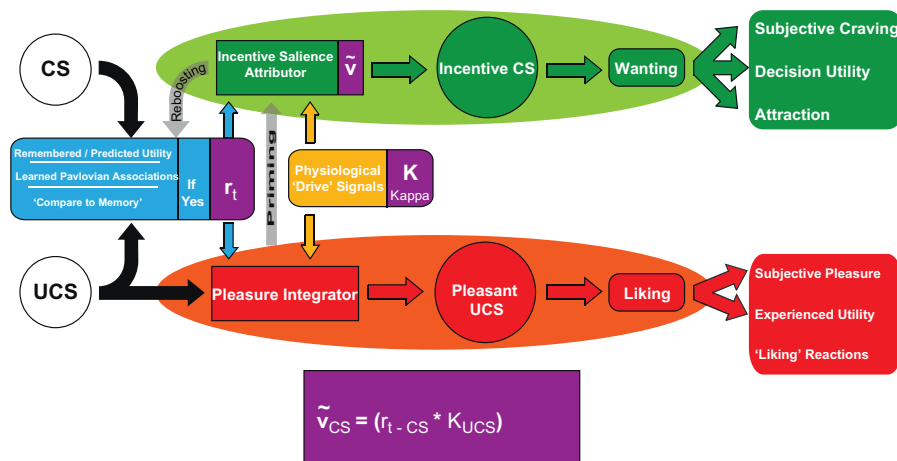 CS
UCS
Reboosting
Incentive Salience
Attributor
ṽ
Incentive CS
Wanting
Subjective Craving
Decision Utility
Attraction
Remembered / Predicted Utility
Learned Pavlovian Associations
‘Compare to Memory’
If
Yes
r_t
Priming
Physiological
‘Drive’ Signals
K
Kappa
Pleasure Integrator
Pleasant
UCS
Liking
Subjective Pleasure
Experienced Utility
‘Liking’ Reactions
ṽCS = (rt - CS * KUCS)